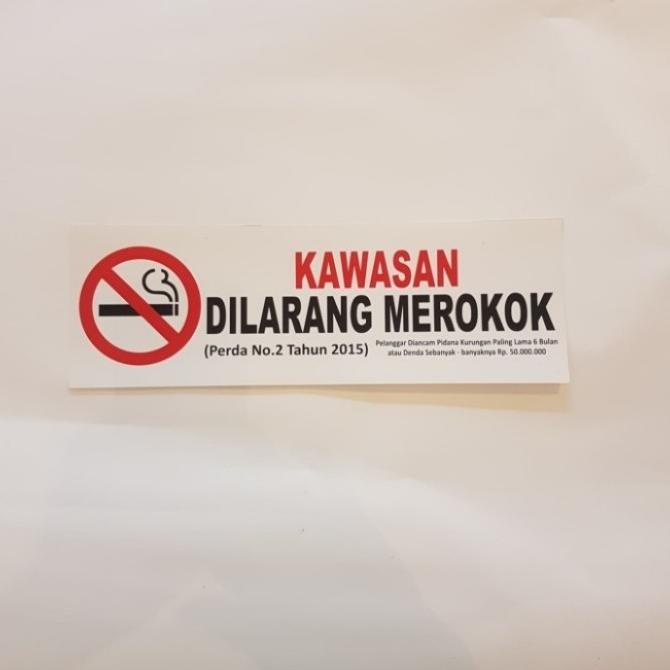 KAWASAN
DILARANG MEROKOK
(Perda No.2 Tahun 2015)
Pelanggar Diancam Pidana Kurungan Paling Lama 6 Bulan
atau Denda Sebanyak - banyaknya Rp. 50.000.000